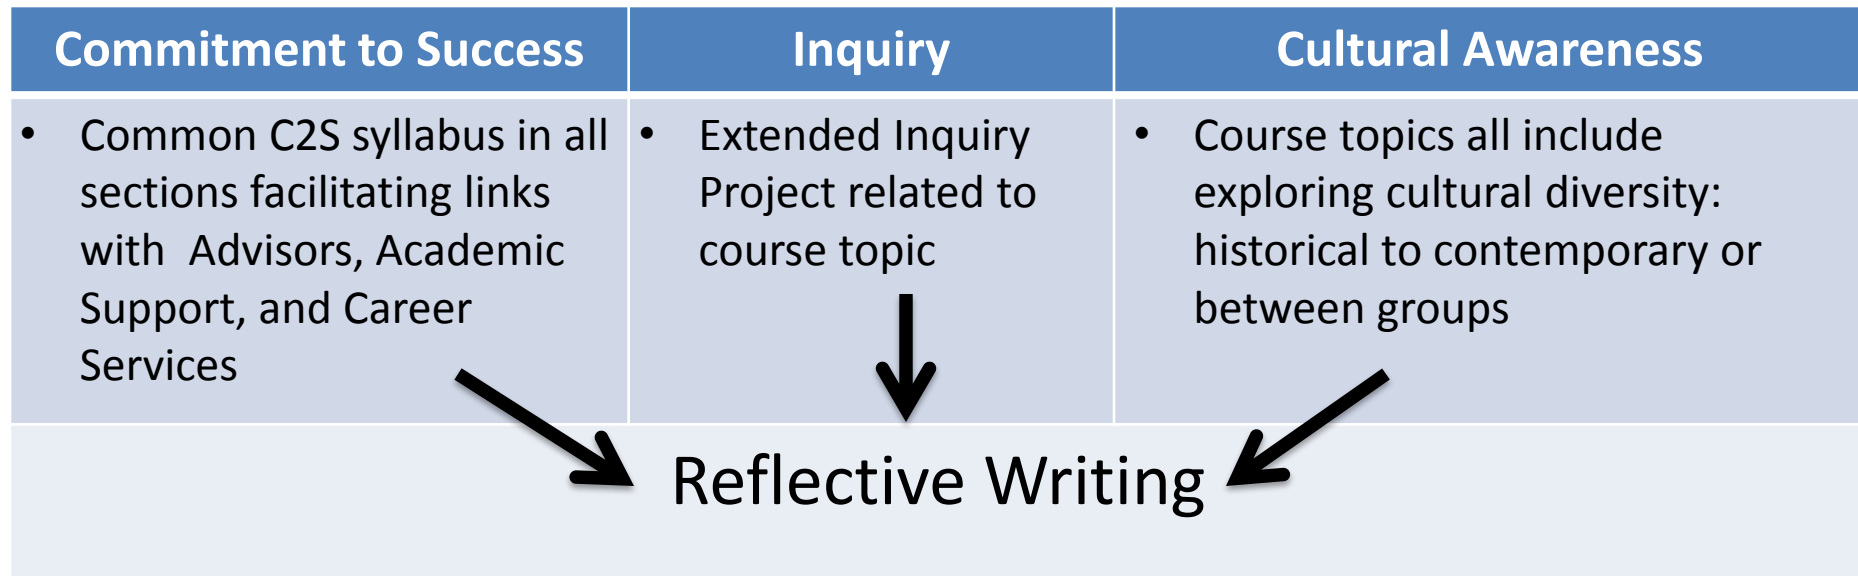 Commitment to Success
Inquiry
Cultural Awareness
• Common C2S syllabus in all
sections facilitating links
with  Advisors, Academic
Support, and Career
Services
• Extended Inquiry
Project related to
course topic
• Course topics all include
exploring cultural diversity:
historical to contemporary or
between groups
Reflective Writing